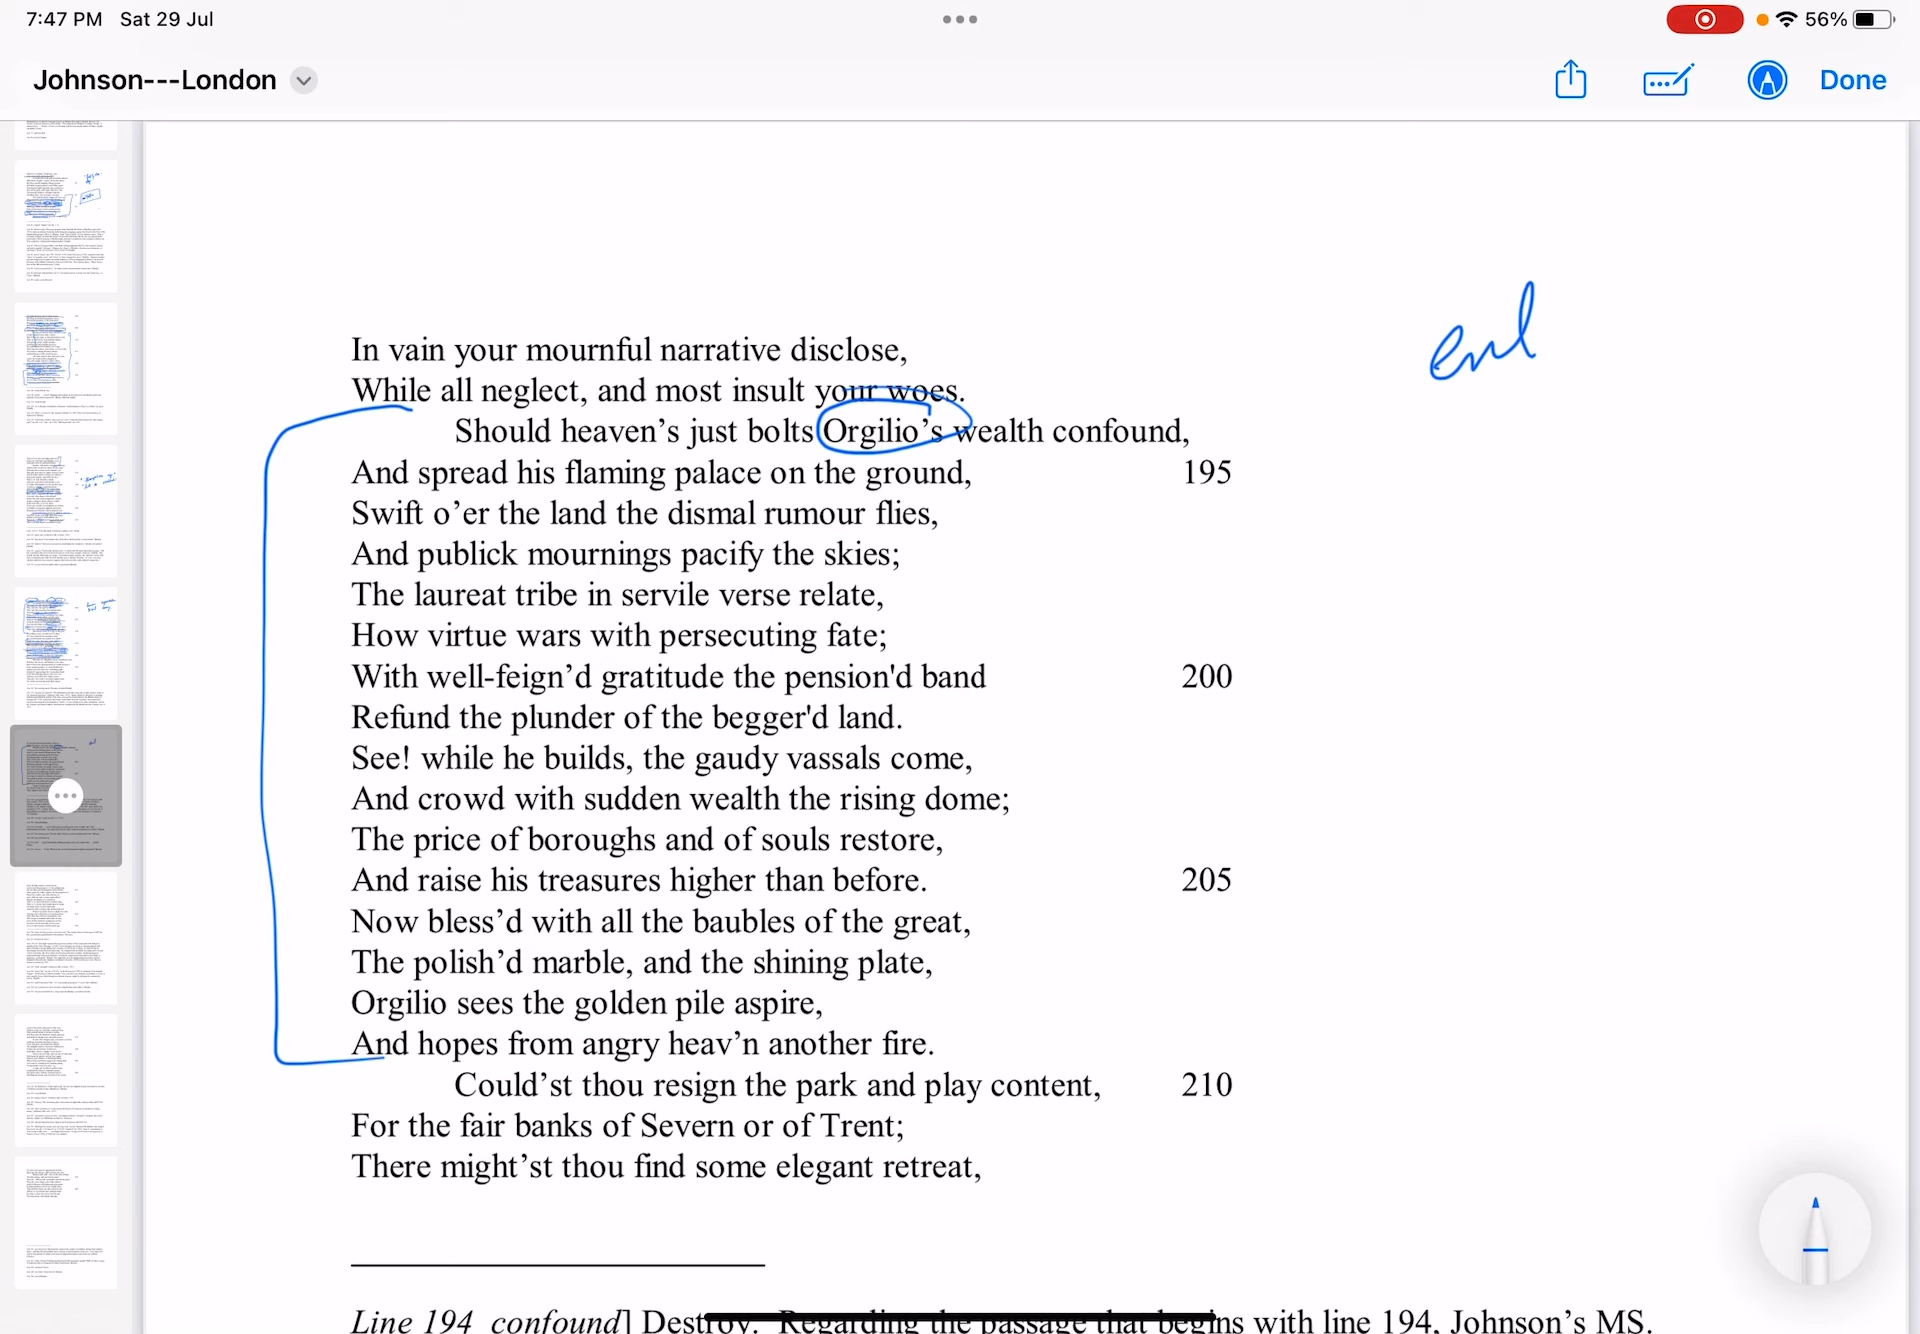 7:47 PM Sat 29 Jul
56%
Johnson---London
Done
end
In vain your mournful narrative disclose,
While all neglect, and most insult your woes.
Should heaven’s just bolts Orgilio’s wealth confound,
And spread his flaming palace on the ground, 195
Swift o’er the land the dismal rumour flies,
And publick mournings pacify the skies;
The laureat tribe in servile verse relate,
How virtue wars with persecuting fate;
With well-feign’d gratitude the pension'd band 200
Refund the plunder of the begger'd land.
See! while he builds, the gaudy vassals come,
And crowd with sudden wealth the rising dome;
The price of boroughs and of souls restore,
And raise his treasures higher than before. 205
Now bless’d with all the baubles of the great,
The polish’d marble, and the shining plate,
Orgilio sees the golden pile aspire,
And hopes from angry heav’n another fire.
Could’st thou resign the park and play content, 210
For the fair banks of Severn or of Trent;
There might’st thou find some elegant retreat,
Line 194 confound] Destroy. Regarding the passage that begins with line 194, Johnson’s MS.